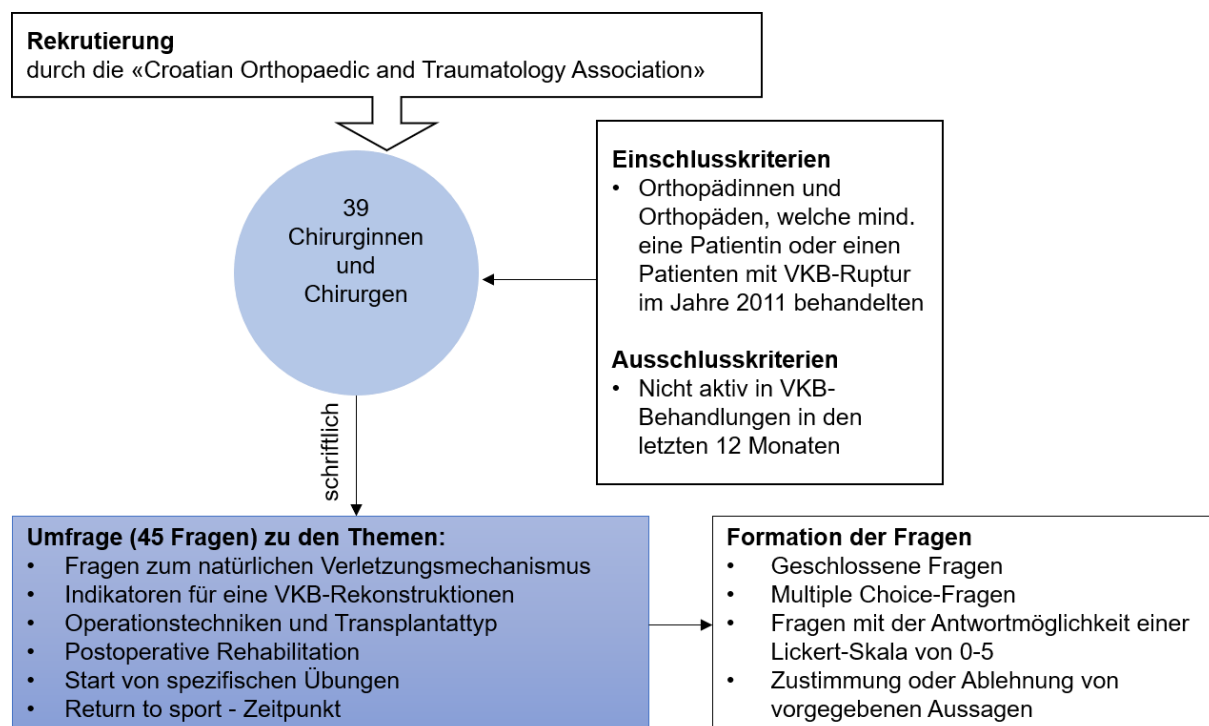 Rekrutierung
durch die «Croatian Orthopaedic and Traumatology Association»
39
Chirurginnen
und
Chirurgen
Einschlusskriterien
• Orthopädinnen und
Orthopäden, welche mind.
eine Patientin oder einen
Patienten mit VKB-Ruptur
im Jahre 2011 behandelten
Ausschlusskriterien
• Nicht aktiv in VKB-
Behandlungen in den
letzten 12 Monaten
schriftlich
Umfrage (45 Fragen) zu den Themen:
• Fragen zum natürlichen Verletzungsmechanismus
• Indikatoren für eine VKB-Rekonstruktionen
• Operationstechniken und Transplantattyp
• Postoperative Rehabilitation
• Start von spezifischen Übungen
• Return to sport - Zeitpunkt
Formation der Fragen
• Geschlossene Fragen
• Multiple Choice-Fragen
• Fragen mit der Antwortmöglichkeit einer
Lickert-Skala von 0-5
• Zustimmung oder Ablehnung von
vorgegebenen Aussagen